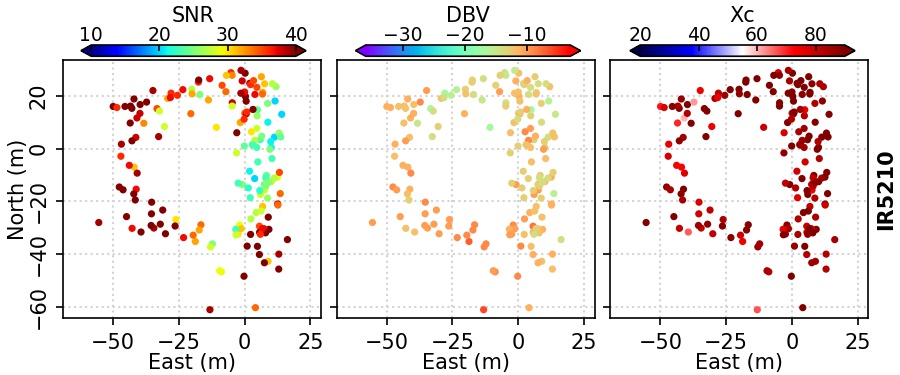 SNR DBV Xc
10 20 30 40 −30 −20 −10 20 40 60 80
20
0
−20
−40
−60
North (m)
IR5210
−50 −25 0 25 −50 −25 0 25 −50 −25 0 25
East (m) East (m) East (m)